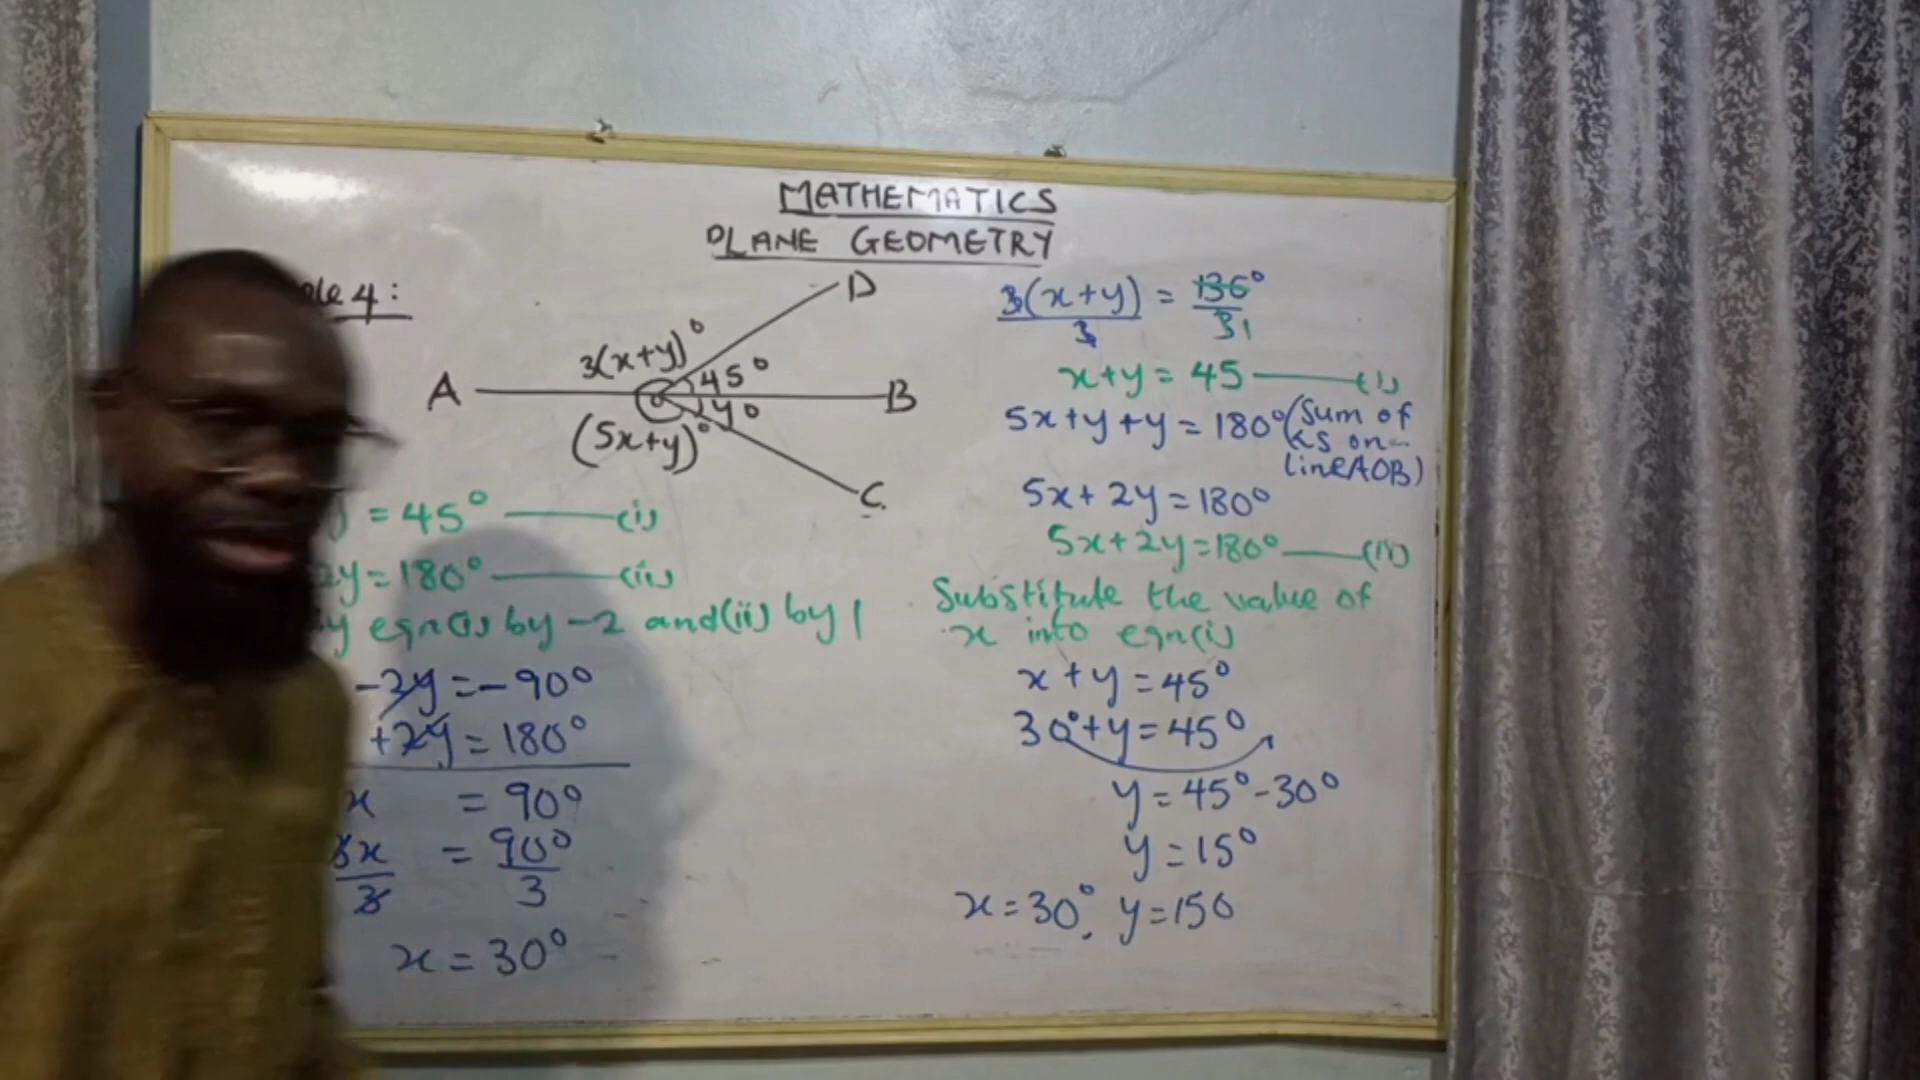 MATHEMATICS
PLANE GEOMETRY
4:
D
3(x+y)°
45°
A
B
y°
(5x+y)°
C
= 45° ——— (i)
2y = 180° ——— (ii)
eqn(i) by -2 and (ii) by 1
-2y = -90°
+2y = 180°
x = 90°
3x = 90°
3 3
x = 30°
3(x+y) = 135°
3 31
x+y = 45 ——— (i)
5x+y+y = 180° (Sum of
∠s on
line AOB)
5x+2y = 180°
5x+2y = 180° ——— (ii)
Substitute the value of
x into eqn(i)
x+y = 45°
30°+y = 45°
y = 45°-30°
y = 15°
x = 30°, y = 15°